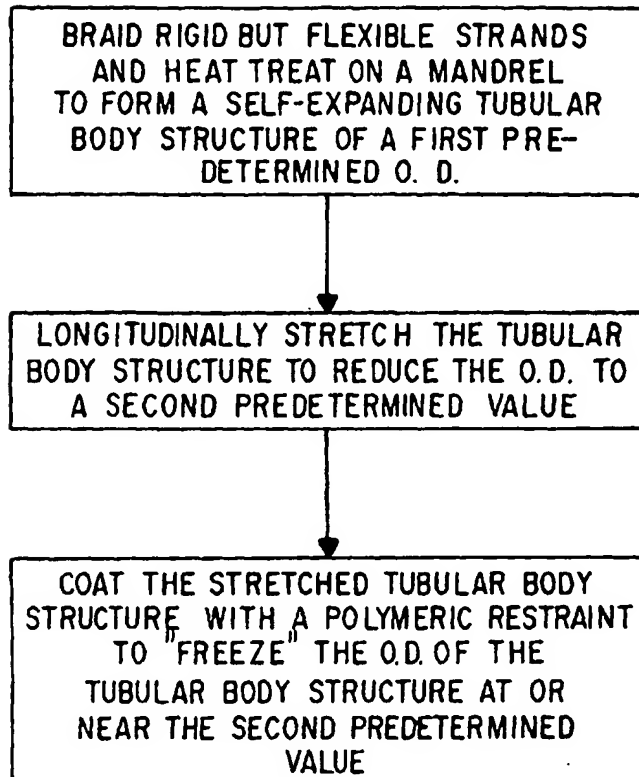 BRAID RIGID BUT FLEXIBLE STRANDS
AND HEAT TREAT ON A MANDREL
TO FORM A SELF-EXPANDING TUBULAR
BODY STRUCTURE OF A FIRST PRE-
DETERMINED O. D.
LONGITUDINALLY STRETCH THE TUBULAR
BODY STRUCTURE TO REDUCE THE O. D. TO
A SECOND PREDETERMINED VALUE
COAT THE STRETCHED TUBULAR BODY
STRUCTURE WITH A POLYMERIC RESTRAINT
TO "FREEZE" THE O.D. OF THE
TUBULAR BODY STRUCTURE AT OR
NEAR THE SECOND PREDETERMINED
VALUE